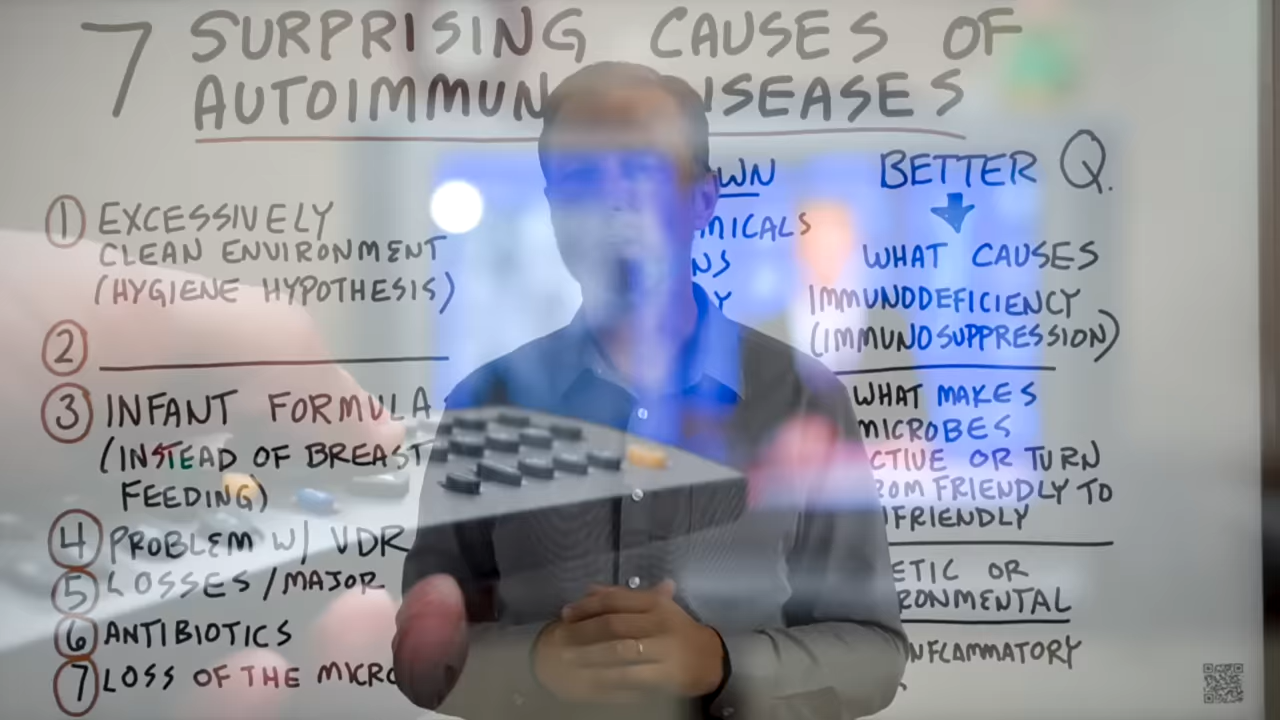 7 SURPRISING CAUSES OF
AUTOIMMUN ISEASES
① EXCESSIVELY
CLEAN ENVIRONMENT
(HYGIENE HYPOTHESIS)
②
③ INFANT FORMULA
(INSTEAD OF BREAST
FEEDING)
④ PROBLEM W/ VDR
⑤ LOSSES/MAJOR
⑥ ANTIBIOTICS
⑦ LOSS OF THE MICRO
WN
MICALS
NS
Y
BETTER Q.
WHAT CAUSES
IMMUNODEFICIENCY
(IMMUNOSUPPRESSION)
WHAT MAKES
MICROBES
CTIVE OR TURN
ROM FRIENDLY TO
FRIENDLY
ETIC OR
RONMENTAL
NFLAMMATORY